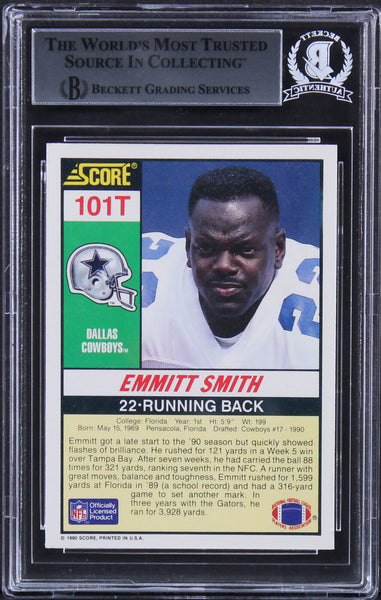 THE WORLD'S MOST TRUSTED
SOURCE IN COLLECTING™
BECKETT GRADING SERVICES
B
AUTHENTIC
SCORE
101T
DALLAS
COWBOYS™
22
EMMITT SMITH
22·RUNNING BACK
College: Florida Year: 1st Ht: 5'9" Wt: 199
Born: May 15, 1969 Pensacola, Florida Drafted: Cowboys #17 - 1990
Emmitt got a late start to the '90 season but quickly showed
flashes of brilliance. He rushed for 121 yards in a Week 5 win
over Tampa Bay. After seven weeks, he had carried the ball 88
times for 321 yards, ranking seventh in the NFC. A runner with
great moves, balance and toughness, Emmitt rushed for 1,599
yards at Florida in '89 (a school record) and had a 316-yard
game to set another mark. In
three years with the Gators, he
ran for 3,928 yards.
NFL
Officially
Licensed
Product
© 1990 SCORE, PRINTED IN U.S.A.